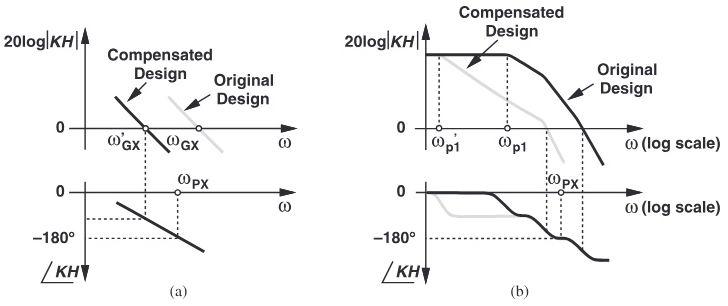 20log|KH|
Compensated
Design
Original
Design
0
ω'GX
ωGX
ω
0
ωPX
ω
−180°
∠KH
(a)
20log|KH|
Compensated
Design
Original
Design
0
ω'p1
ωp1
ω (log scale)
0
ωPX
ω (log scale)
−180°
∠KH
(b)